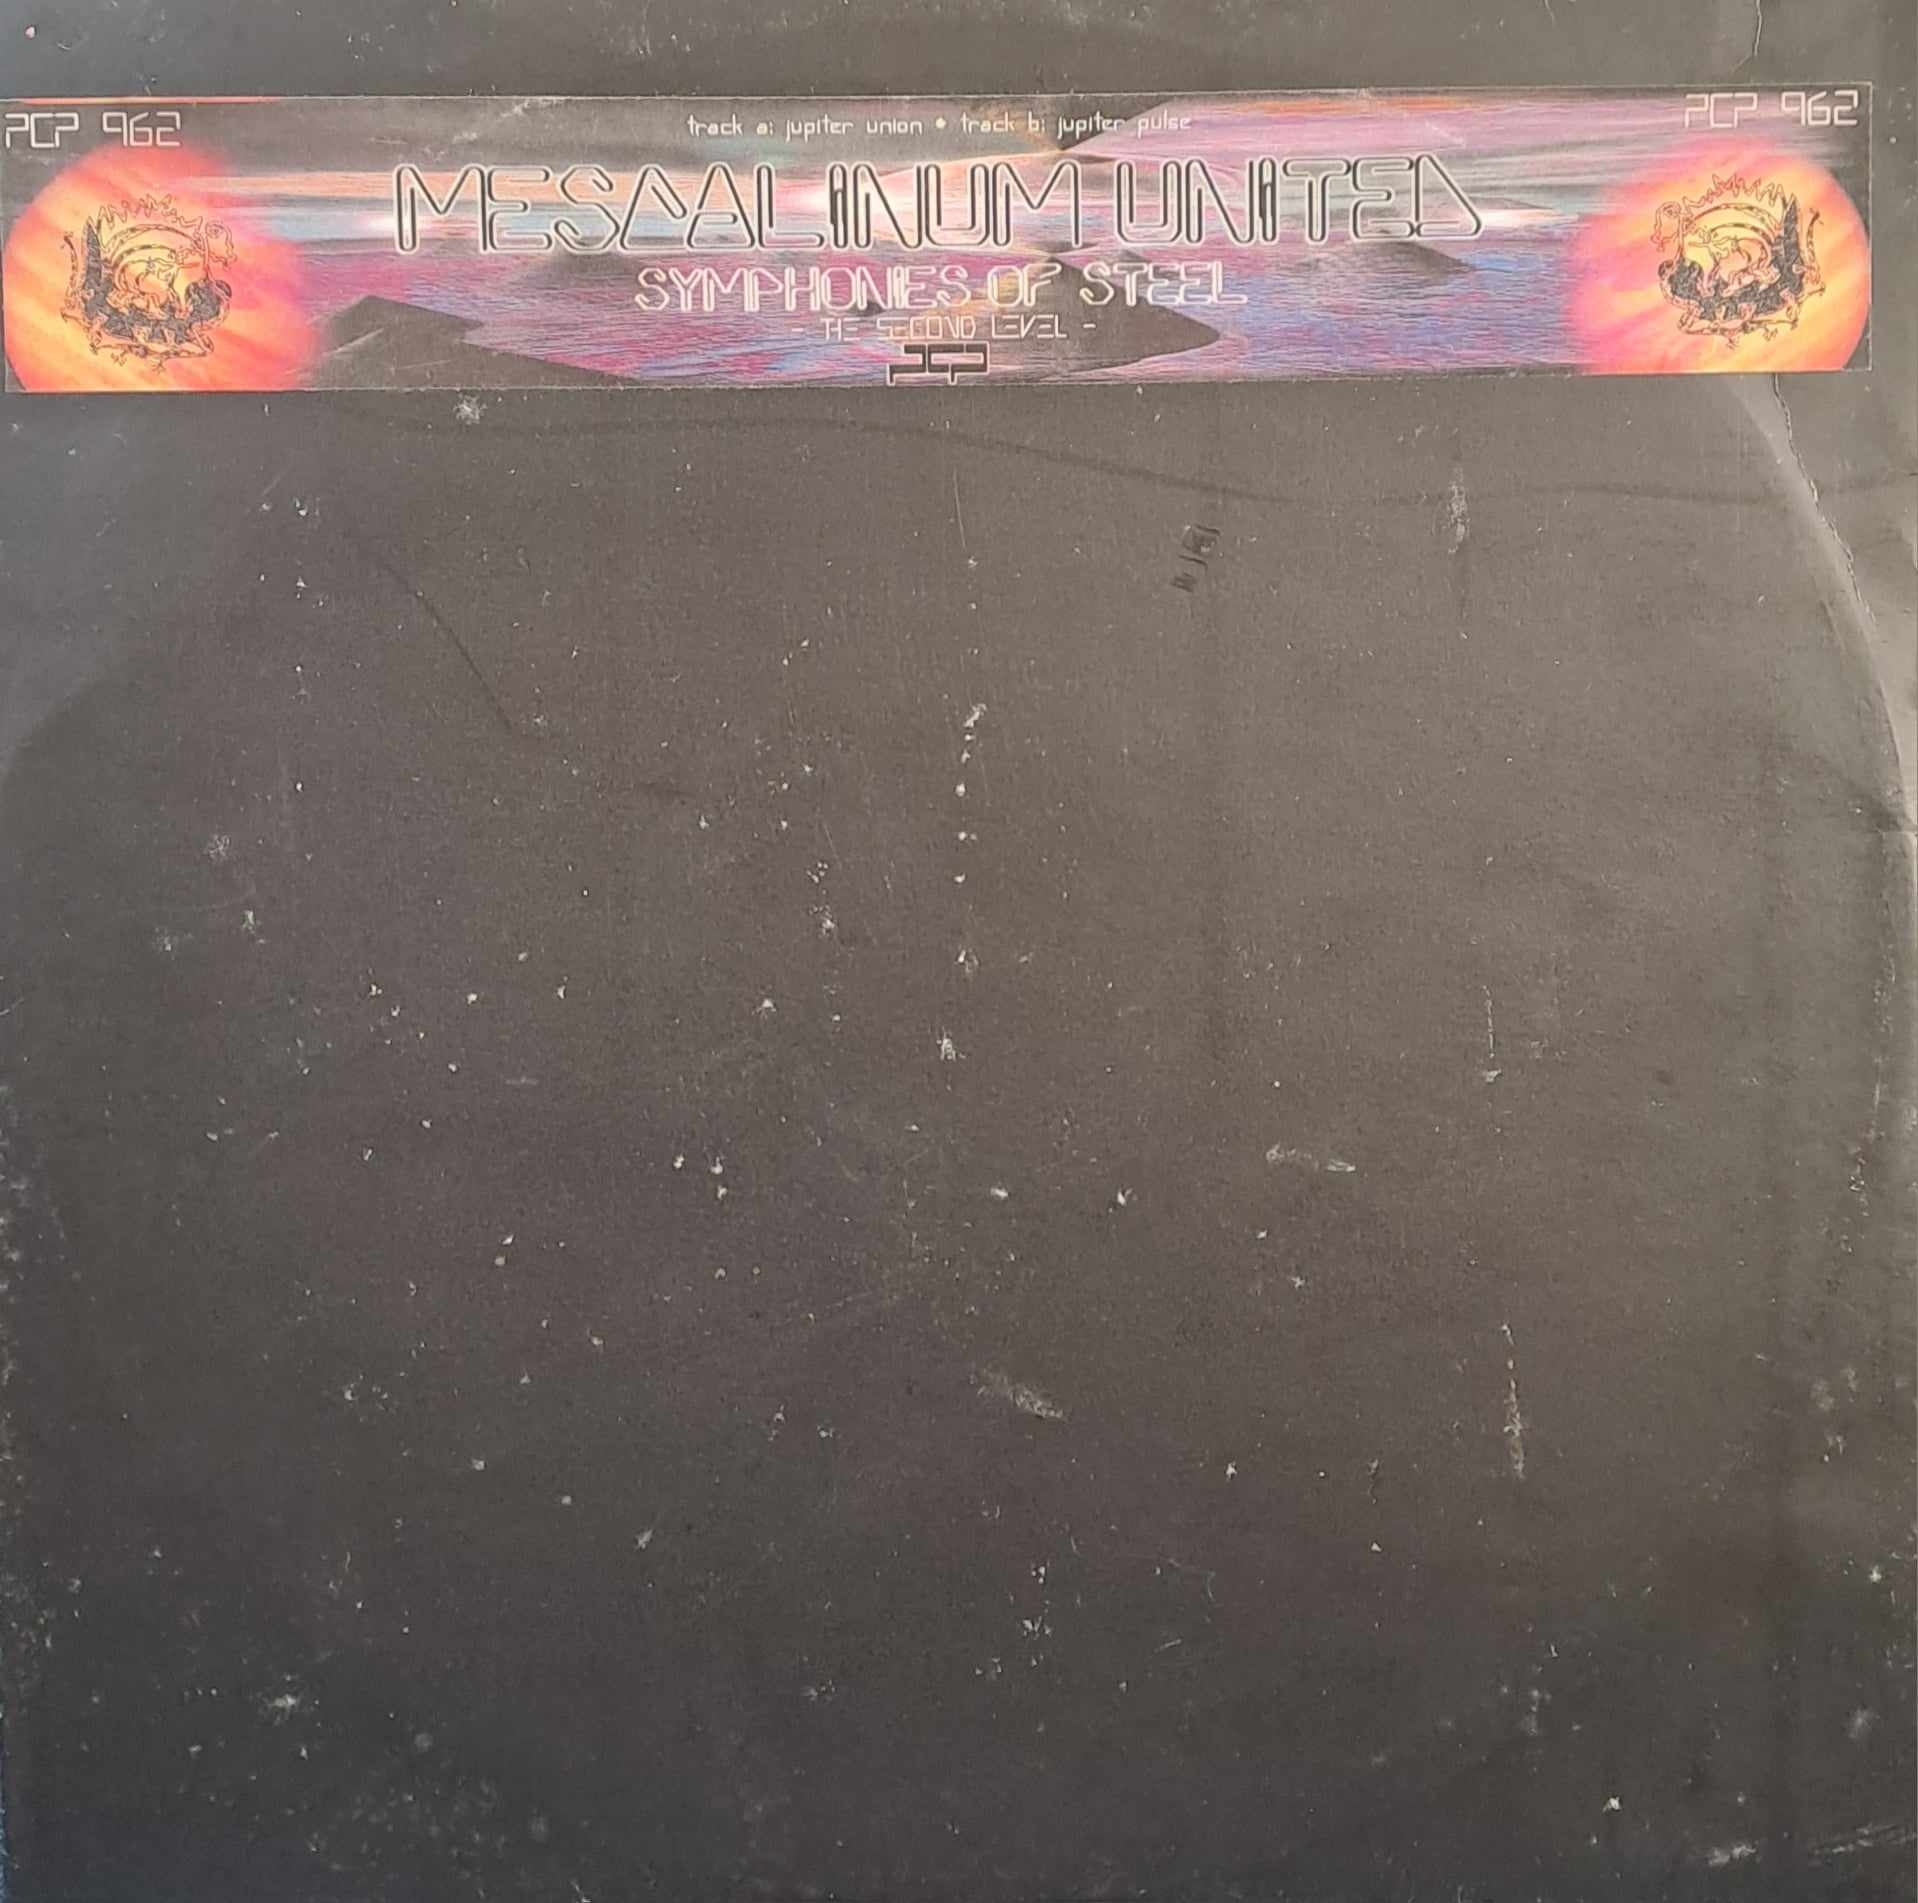 PCP 962
PCP 962
track a: jupiter union • track b: jupiter pulse
MESCALINUM UNITED
SYMPHONIES OF STEEL
- THE SECOND LEVEL -
PCP